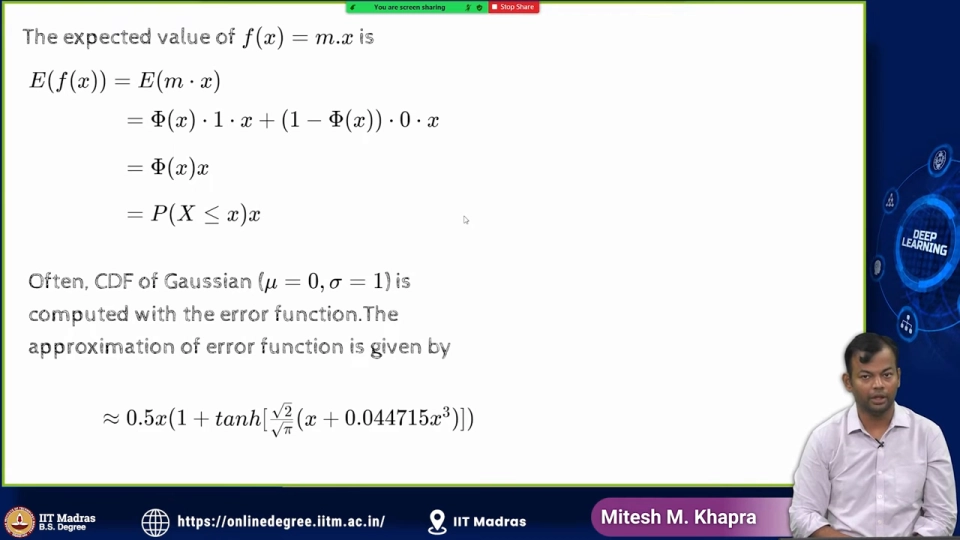 You are screen sharing
Stop Share
The expected value of f(x) = m.x is
E(f(x)) = E(m · x)
= Φ(x) · 1 · x + (1 − Φ(x)) · 0 · x
= Φ(x)x
= P(X ≤ x)x
Often, CDF of Gaussian (μ = 0, σ = 1) is
computed with the error function.The
approximation of error function is given by
≈ 0.5x(1 + tanh[√2/√π(x + 0.044715x³)])
DEEP
LEARNING
IIT Madras
B.S. Degree
https://onlinedegree.iitm.ac.in/
IIT Madras
Mitesh M. Khapra